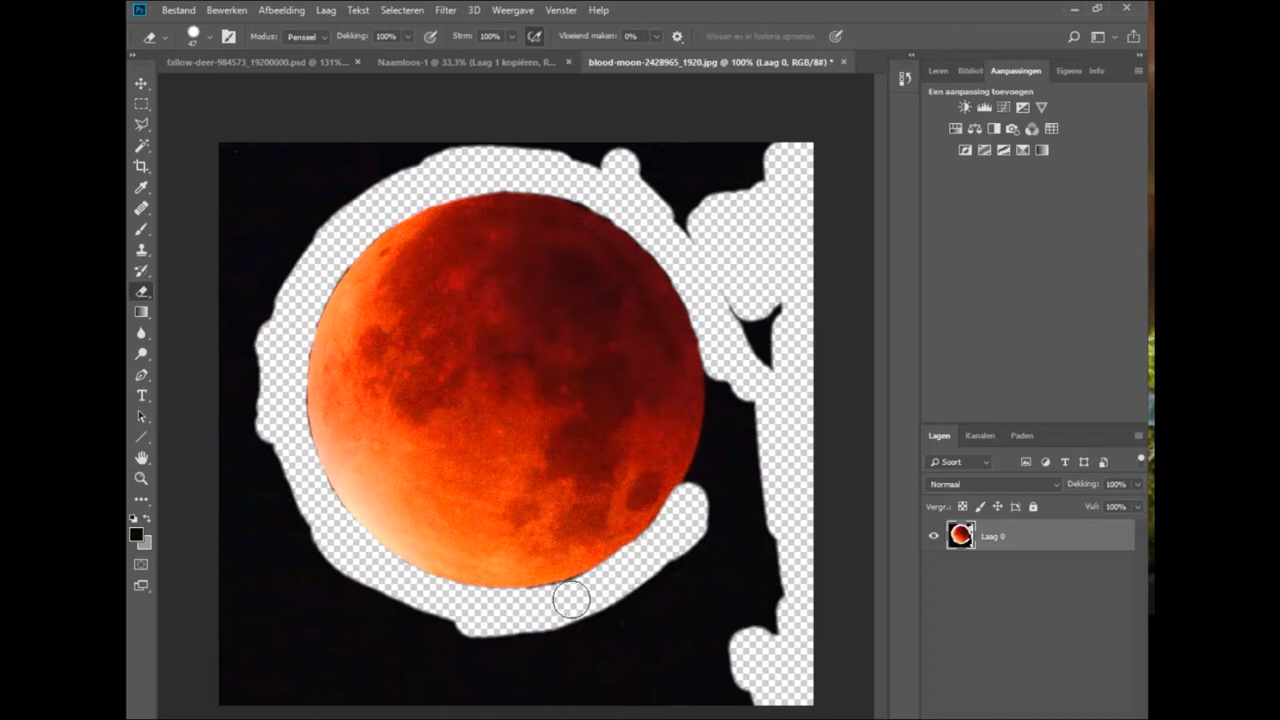 Ps Bestand Bewerken Afbeelding Laag Tekst Selecteren Filter 3D Weergave Venster Help
47 Modus: Penseel Dekking: 100% Strm: 100% Vloeiend maken: 0% Wissen en in historie opnemen
fallow-deer-984573_19200000.psd @ 131%... × Naamloos-1 @ 33,3% (Laag 1 kopiëren, R... × blood-moon-2428965_1920.jpg @ 100% (Laag 0, RGB/8#) * ×
Leren Bibliot Aanpassingen Eigens Info
Een aanpassing toevoegen
Lagen Kanalen Paden
Soort
Normaal Dekking: 100%
Vergr.: Vul: 100%
Laag 0